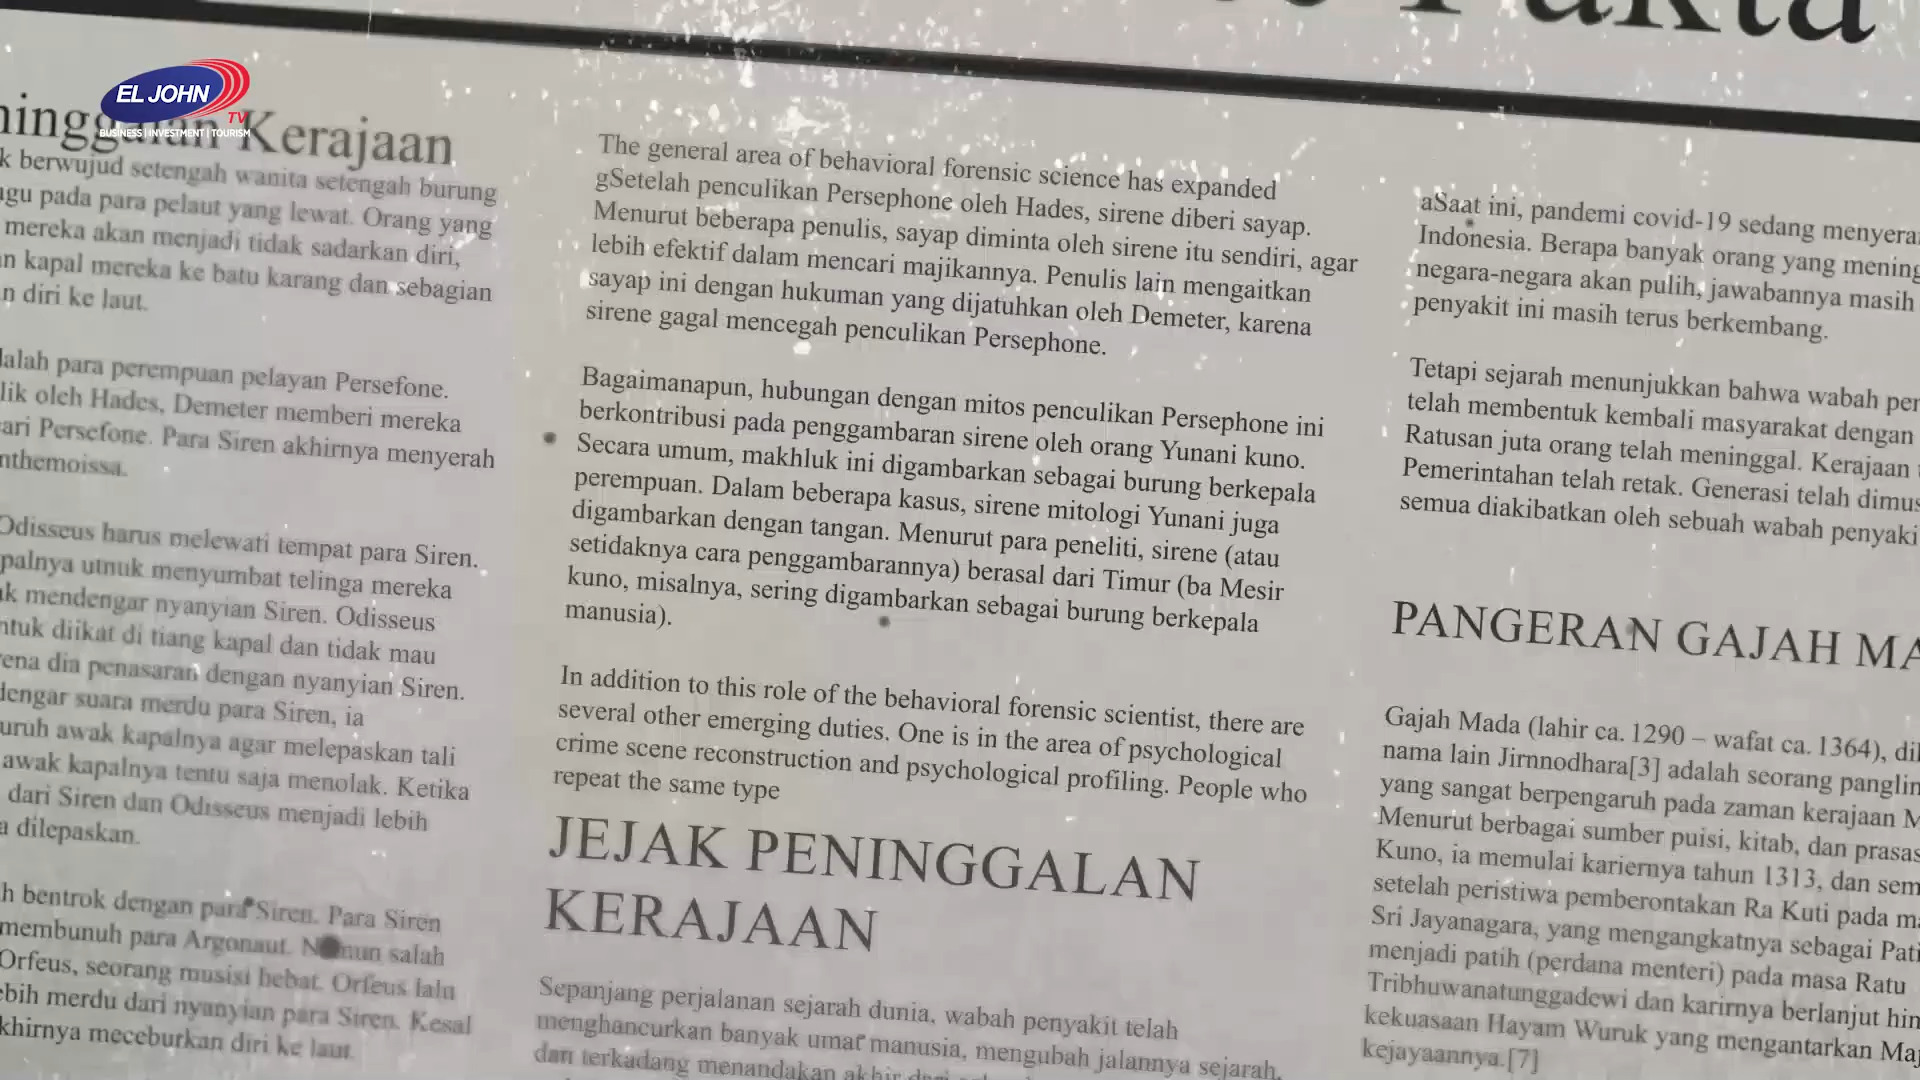 Fakta
EL JOHN
TV
BUSINESS | INVESTMENT | TOURISM
Kerajaan
k berwujud setengah wanita setengah burung
ngu pada para pelaut yang lewat. Orang yang
mereka akan menjadi tidak sadarkan diri,
an kapal mereka ke batu karang dan sebagian
n diri ke laut.
lalah para perempuan pelayan Persefone.
lik oleh Hades, Demeter memberi mereka
ari Persefone. Para Siren akhirnya menyerah
nthemoissa.
Odisseus harus melewati tempat para Siren.
palnya utnuk menyumbat telinga mereka
ak mendengar nyanyian Siren. Odisseus
ntuk diikat di tiang kapal dan tidak mau
ena dia penasaran dengan nyanyian Siren.
dengar suara merdu para Siren, ia
uruh awak kapalnya agar melepaskan tali
awak kapalnya tentu saja menolak. Ketika
dari Siren dan Odisseus menjadi lebih
a dilepaskan.
h bentrok dengan para Siren. Para Siren
membunuh para Argonaut. Namun salah
Orfeus, seorang musisi hebat. Orfeus lalu
ebih merdu dari nyanyian para Siren. Kesal
khirnya meceburkan diri ke laut.
The general area of behavioral forensic science has expanded
gSetelah penculikan Persephone oleh Hades, sirene diberi sayap.
Menurut beberapa penulis, sayap diminta oleh sirene itu sendiri, agar
lebih efektif dalam mencari majikannya. Penulis lain mengaitkan
sayap ini dengan hukuman yang dijatuhkan oleh Demeter, karena
sirene gagal mencegah penculikan Persephone.
Bagaimanapun, hubungan dengan mitos penculikan Persephone ini
berkontribusi pada penggambaran sirene oleh orang Yunani kuno.
Secara umum, makhluk ini digambarkan sebagai burung berkepala
perempuan. Dalam beberapa kasus, sirene mitologi Yunani juga
digambarkan dengan tangan. Menurut para peneliti, sirene (atau
setidaknya cara penggambarannya) berasal dari Timur (ba Mesir
kuno, misalnya, sering digambarkan sebagai burung berkepala
manusia).
In addition to this role of the behavioral forensic scientist, there are
several other emerging duties. One is in the area of psychological
crime scene reconstruction and psychological profiling. People who
repeat the same type
JEJAK PENINGGALAN
KERAJAAN
Sepanjang perjalanan sejarah dunia, wabah penyakit telah
menghancurkan banyak umat manusia, mengubah jalannya sejarah,
dan terkadang menandakan akhir
aSaat ini, pandemi covid-19 sedang menyera
Indonesia. Berapa banyak orang yang mening
negara-negara akan pulih, jawabannya masih
penyakit ini masih terus berkembang.
Tetapi sejarah menunjukkan bahwa wabah pen
telah membentuk kembali masyarakat dengan
Ratusan juta orang telah meninggal. Kerajaan
Pemerintahan telah retak. Generasi telah dimus
semua diakibatkan oleh sebuah wabah penyaki
PANGERAN GAJAH MA
Gajah Mada (lahir ca. 1290 – wafat ca. 1364), dik
nama lain Jirnnodhara[3] adalah seorang panglin
yang sangat berpengaruh pada zaman kerajaan M
Menurut berbagai sumber puisi, kitab, dan prasas
Kuno, ia memulai kariernya tahun 1313, dan sem
setelah peristiwa pemberontakan Ra Kuti pada ma
Sri Jayanagara, yang mengangkatnya sebagai Pati
menjadi patih (perdana menteri) pada masa Ratu
Tribhuwanatunggadewi dan karirnya berlanjut hin
kekuasaan Hayam Wuruk yang mengantarkan Maj
kejayaannya.[7]